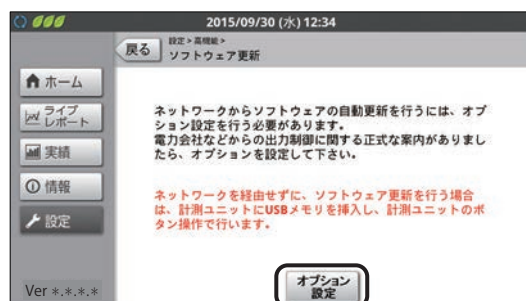 2015/09/30 (水) 12:34
戻る
設定＞高機能＞
ソフトウェア更新
ホーム
ライブ
レポート
実績
情報
設定
Ver *.*.*.*
ネットワークからソフトウェアの自動更新を行うには、オプ
ション設定を行う必要があります。
電力会社などからの出力制御に関する正式な案内がありまし
たら、オプションを設定して下さい。
ネットワークを経由せずに、ソフトウェア更新を行う場合
は、計測ユニットにUSBメモリを挿入し、計測ユニットのボ
タン操作で行います。
オプション
設定